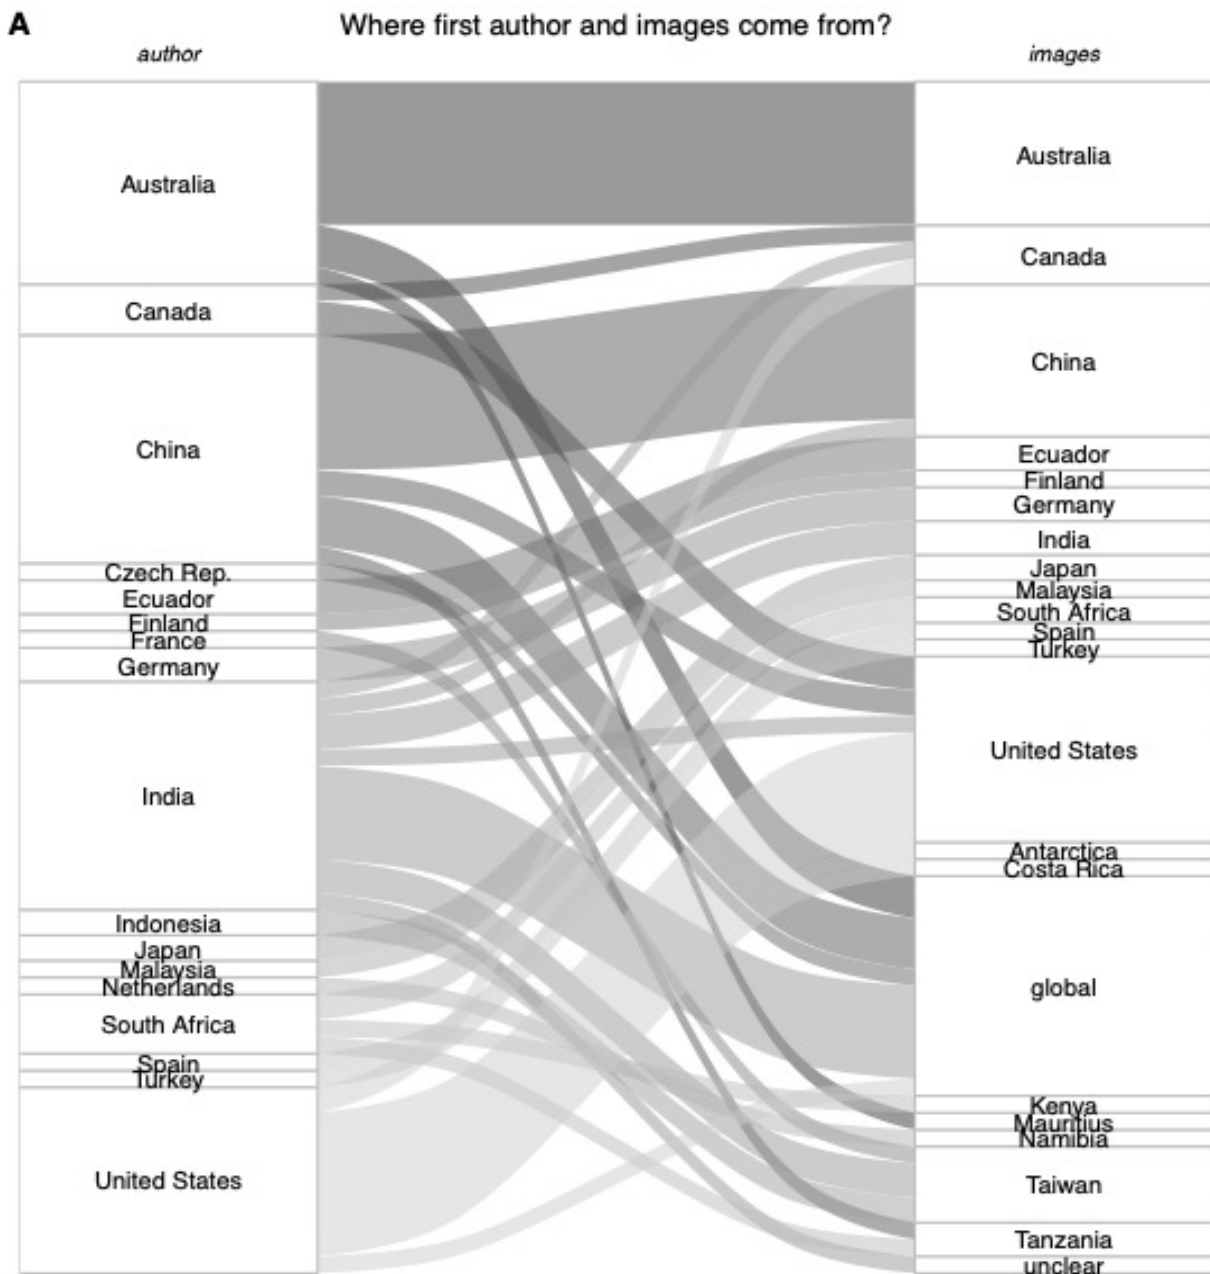 A
Where first author and images come from?
author
images
Australia
Canada
China
Czech Rep.
Ecuador
Finland
France
Germany
India
Indonesia
Japan
Malaysia
Netherlands
South Africa
Spain
Turkey
United States
Australia
Canada
China
Ecuador
Finland
Germany
India
Japan
Malaysia
South Africa
Spain
Turkey
United States
Antarctica
Costa Rica
global
Kenya
Mauritius
Namibia
Taiwan
Tanzania
unclear